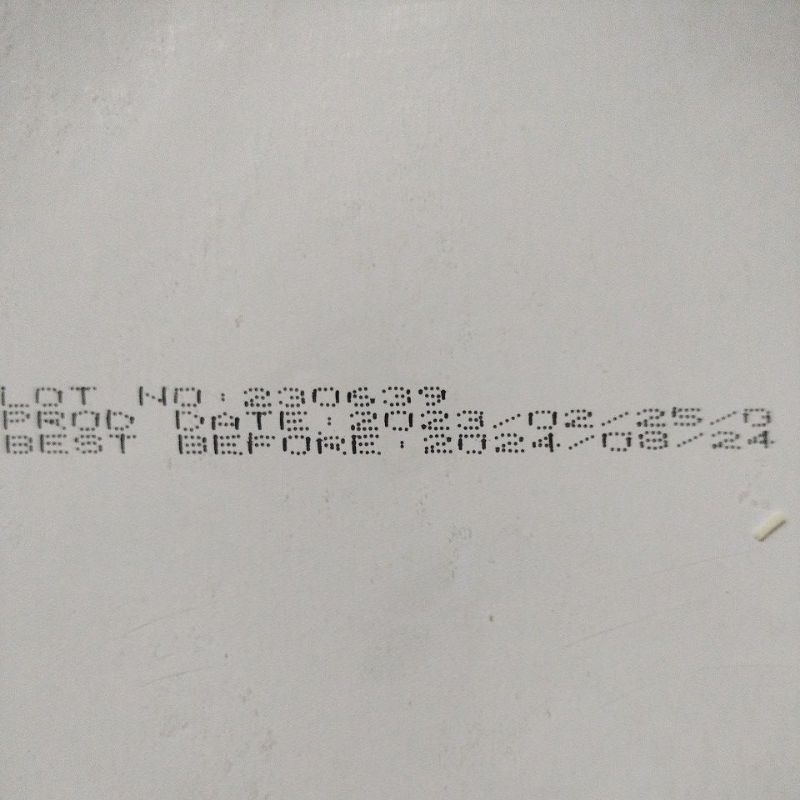 LOT NO:230639
PROD DATE:2023/02/25/0
BEST BEFORE:2024/08/24